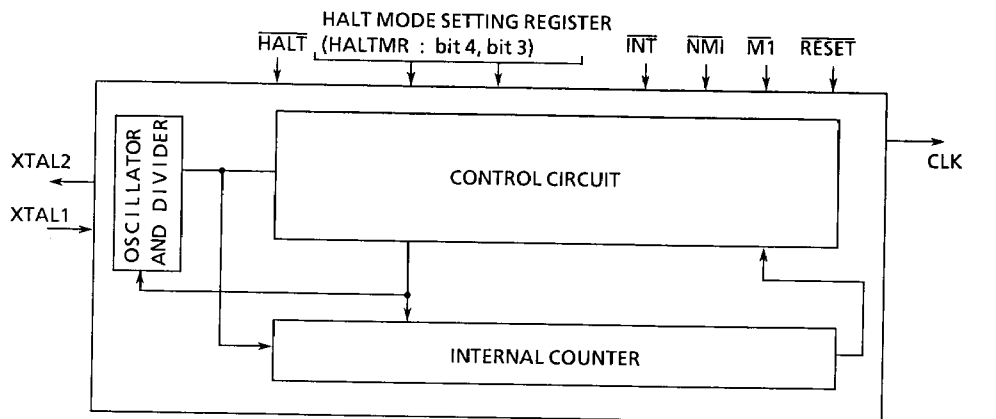 HALT MODE SETTING REGISTER
HALT (HALTMR : bit 4, bit 3) INT NMI M1 RESET
XTAL2
XTAL1
OSCILLATOR
AND DIVIDER
CONTROL CIRCUIT
CLK
INTERNAL COUNTER